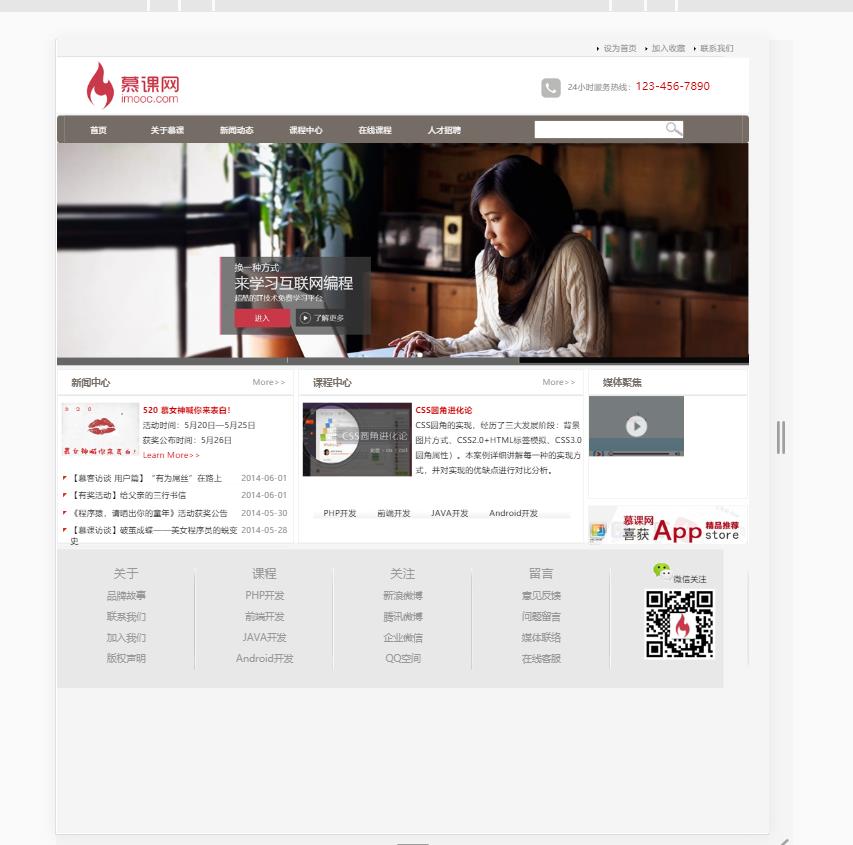 设为首页 加入收藏 联系我们
慕课网
imooc.com
24小时服务热线: 123-456-7890
首页 关于慕课 新闻动态 课程中心 在线课程 人才招聘
换一种方式
来学习互联网编程
超酷的IT技术免费学习平台
进入 了解更多
新闻中心 More>>
520
慕女神喊你来表白!
520 慕女神喊你来表白!
活动时间：5月20日—5月25日
获奖公布时间：5月26日
Learn More>>
【慕客访谈 用户篇】“有为屌丝”在路上 2014-06-01
【有奖活动】给父亲的三行书信 2014-06-01
《程序猿，请晒出你的童年》活动获奖公告 2014-05-30
【慕课访谈】破茧成蝶——美女程序员的蜕变史 2014-05-28
课程中心 More>>
CSS圆角进化论
CSS圆角进化论
CSS圆角的实现，经历了三大发展阶段：背景
图片方式、CSS2.0+HTML标签模拟、CSS3.0
圆角属性）。本案例详细讲解每一种的实现方
式，并对实现的优缺点进行对比分析。
PHP开发 前端开发 JAVA开发 Android开发
媒体聚焦
慕课网
喜获 App 精品推荐
store
关于 课程 关注 留言
品牌故事 PHP开发 新浪微博 意见反馈
联系我们 前端开发 腾讯微博 问题留言
加入我们 JAVA开发 企业微信 媒体联络
版权声明 Android开发 QQ空间 在线客服
微信关注